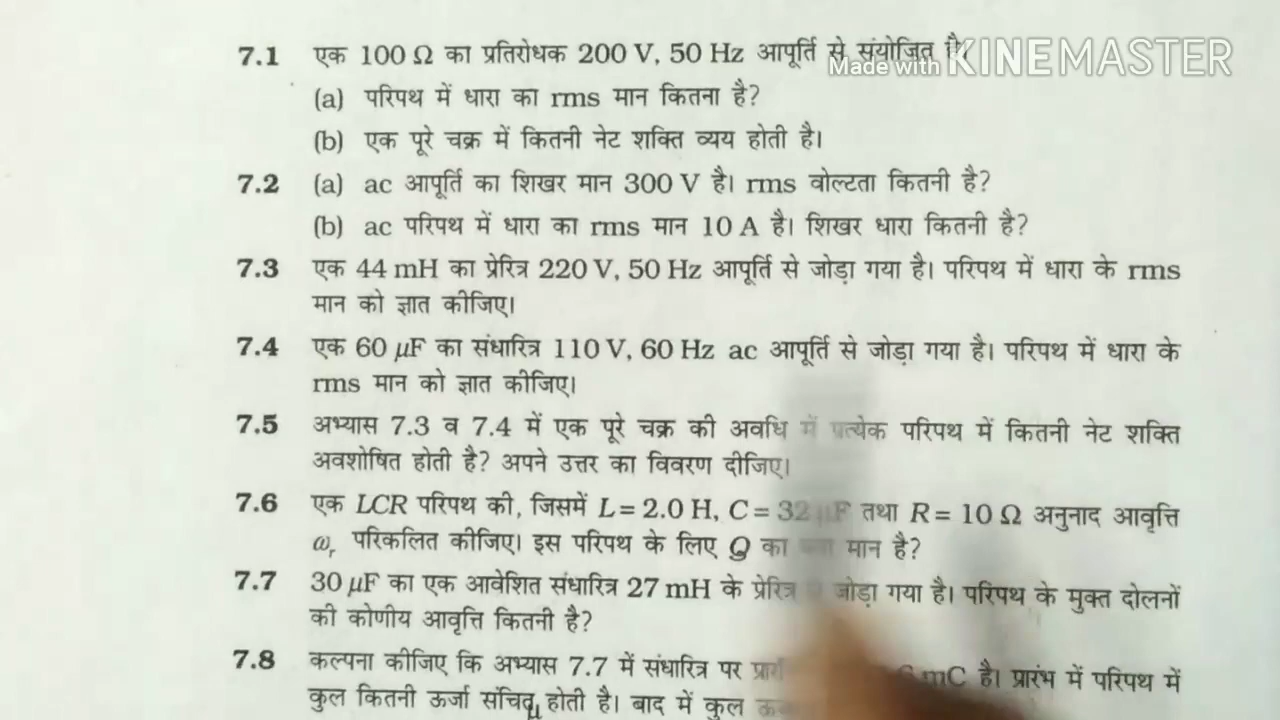 7.1 एक 100 Ω का प्रतिरोधक 200 V, 50 Hz आपूर्ति से संयोजित है।
Made with KINEMASTER
(a) परिपथ में धारा का rms मान कितना है?
(b) एक पूरे चक्र में कितनी नेट शक्ति व्यय होती है।
7.2 (a) ac आपूर्ति का शिखर मान 300 V है। rms वोल्टता कितनी है?
(b) ac परिपथ में धारा का rms मान 10 A है। शिखर धारा कितनी है?
7.3 एक 44 mH का प्रेरित्र 220 V, 50 Hz आपूर्ति से जोड़ा गया है। परिपथ में धारा के rms
मान को ज्ञात कीजिए।
7.4 एक 60 μF का संधारित्र 110 V, 60 Hz ac आपूर्ति से जोड़ा गया है। परिपथ में धारा के
rms मान को ज्ञात कीजिए।
7.5 अभ्यास 7.3 व 7.4 में एक पूरे चक्र की अवधि में प्रत्येक परिपथ में कितनी नेट शक्ति
अवशोषित होती है? अपने उत्तर का विवरण दीजिए।
7.6 एक LCR परिपथ की, जिसमें L = 2.0 H, C = 32 μF तथा R = 10 Ω अनुनाद आवृत्ति
ωr परिकलित कीजिए। इस परिपथ के लिए Q का मान है?
7.7 30 μF का एक आवेशित संधारित्र 27 mH के प्रेरित्र जोड़ा गया है। परिपथ के मुक्त दोलनों
की कोणीय आवृत्ति कितनी है?
7.8 कल्पना कीजिए कि अभ्यास 7.7 में संधारित्र पर mC है। प्रारंभ में परिपथ में
कुल कितनी ऊर्जा संचित होती है। बाद में कुल